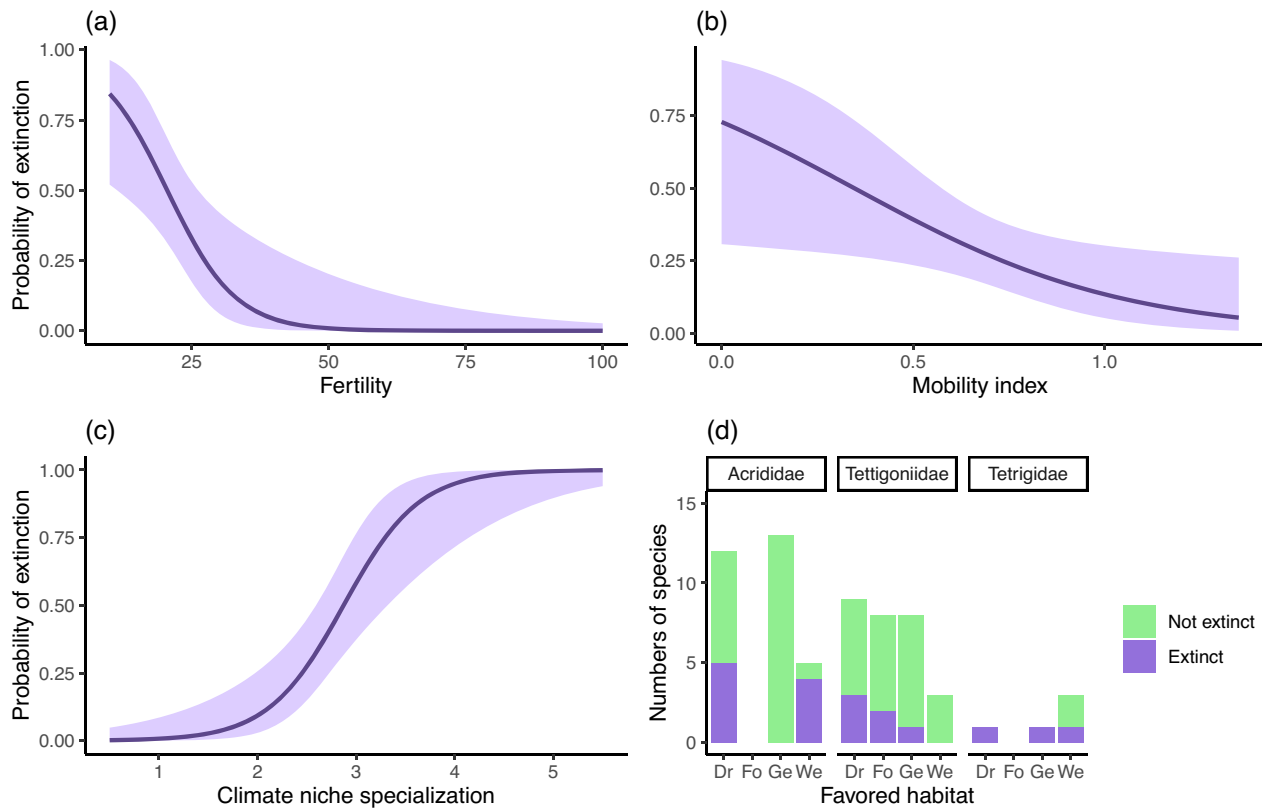 (a)
Probability of extinction
1.00
0.75
0.50
0.25
0.00
25 50 75 100
Fertility
(b)
0.75
0.50
0.25
0.00
0.0 0.5 1.0
Mobility index
(c)
Probability of extinction
1.00
0.75
0.50
0.25
0.00
1 2 3 4 5
Climate niche specialization
(d)
Acrididae Tettigoniidae Tetrigidae
Numbers of species
15
10
5
0
Dr Fo Ge We Dr Fo Ge We Dr Fo Ge We
Favored habitat
Not extinct
Extinct